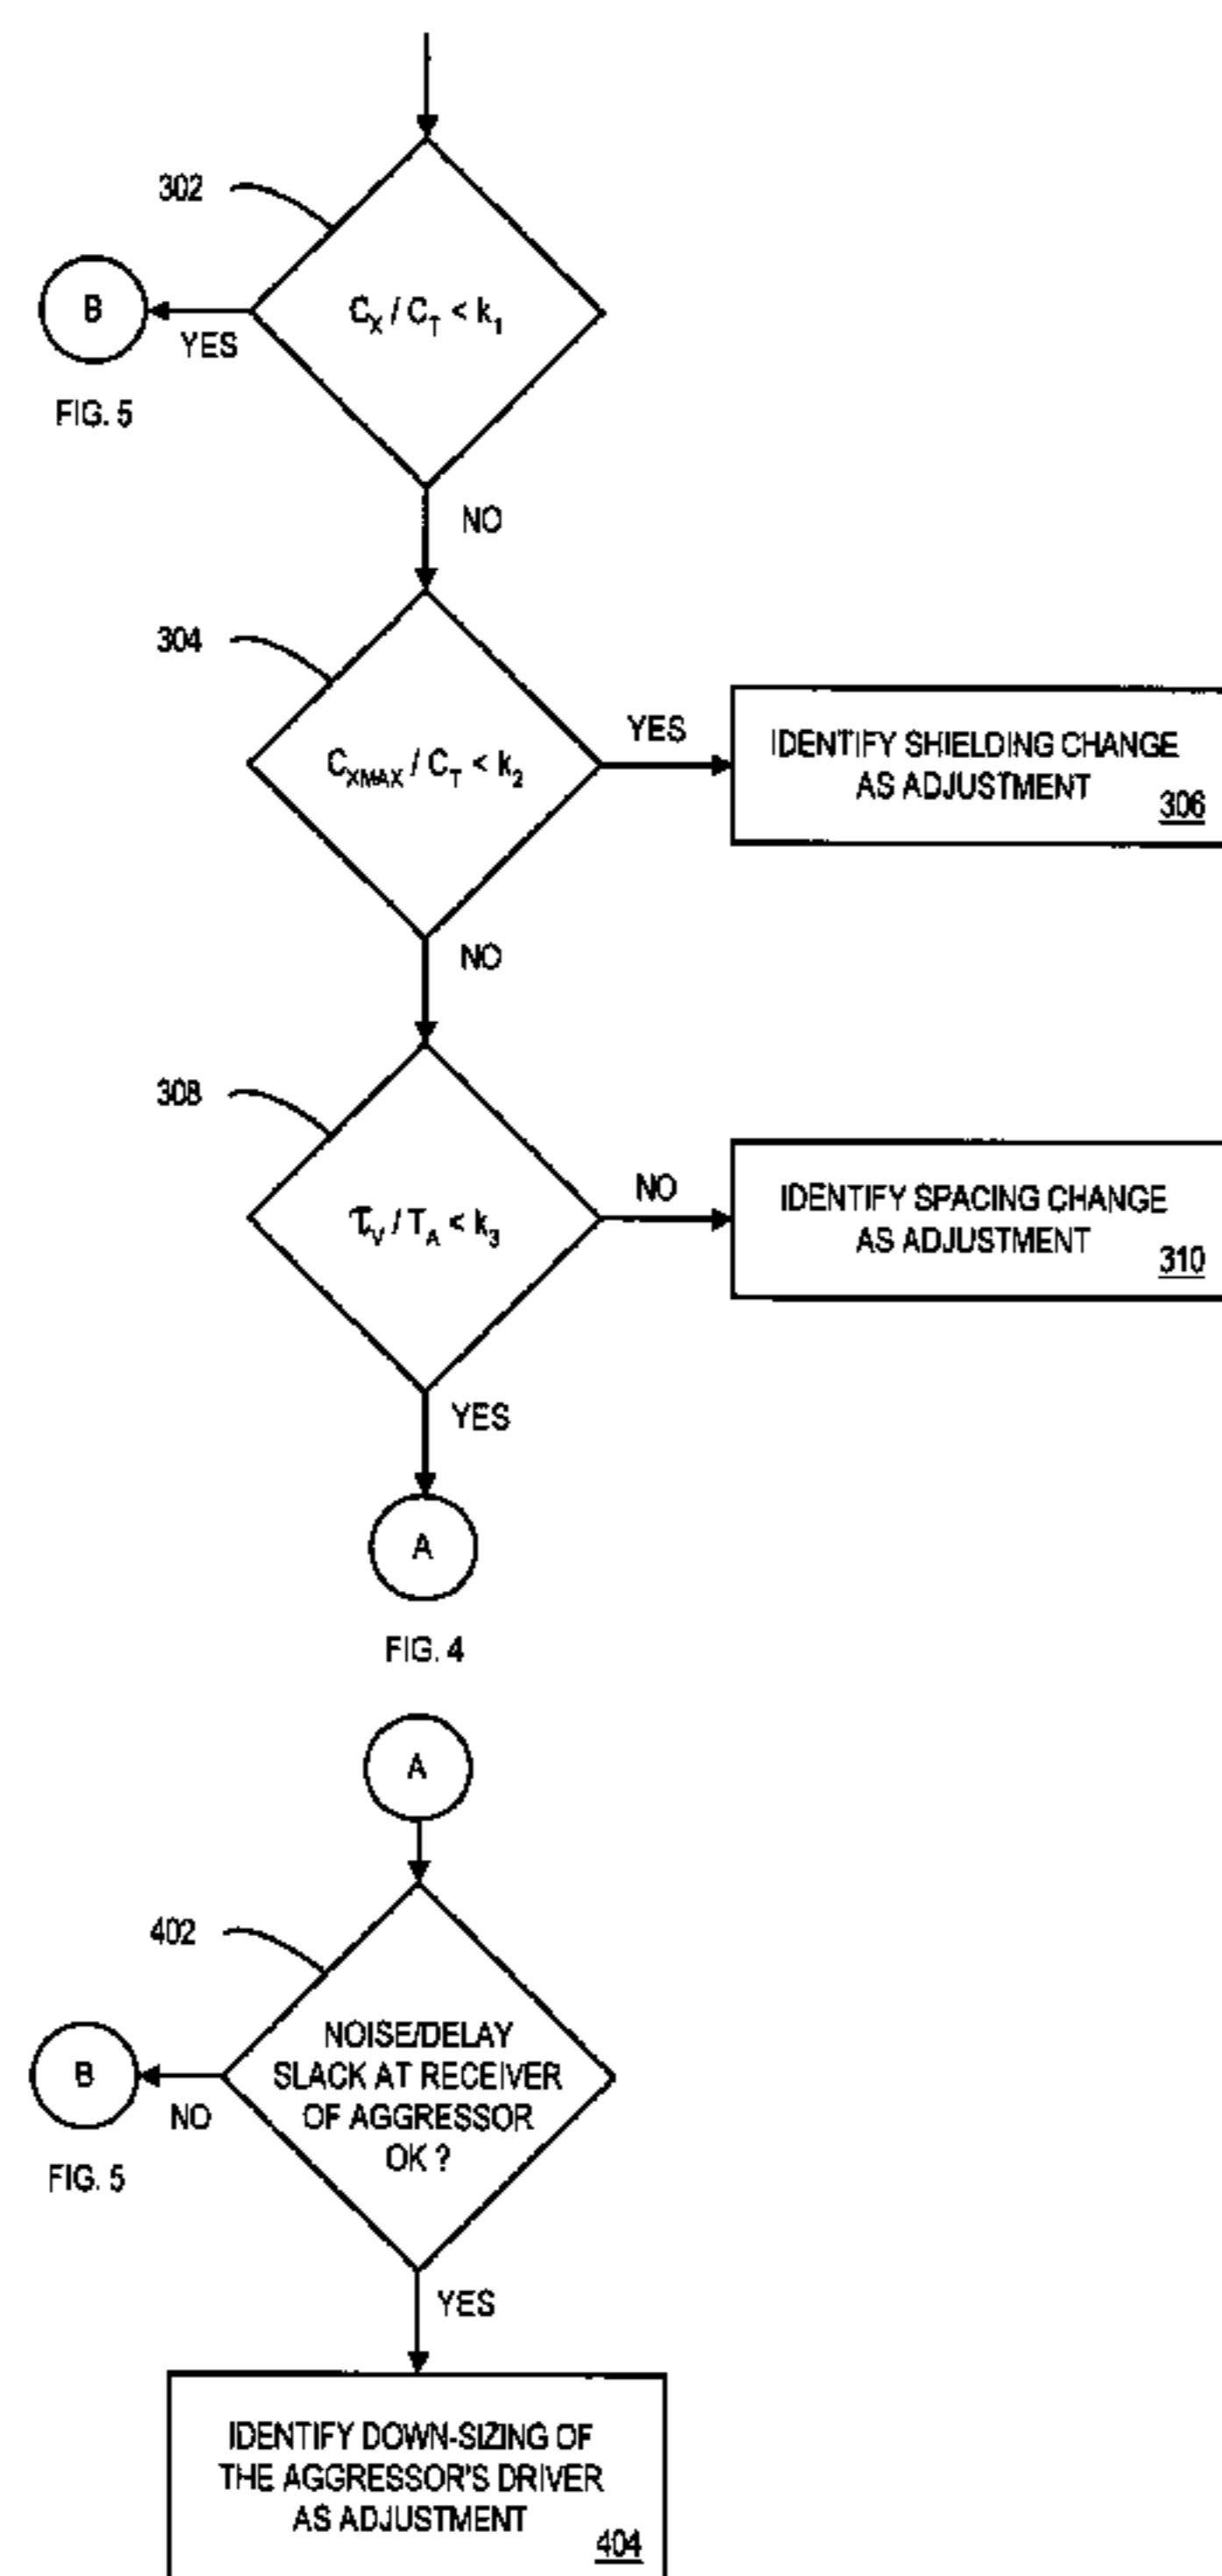 302
C_X / C_T < k_1
B
YES
FIG. 5
NO
304
C_XMAX / C_T < k_2
YES
IDENTIFY SHIELDING CHANGE
AS ADJUSTMENT
306
NO
308
τ_V / T_A < k_3
NO
IDENTIFY SPACING CHANGE
AS ADJUSTMENT
310
YES
A
FIG. 4
A
402
NOISE/DELAY
SLACK AT RECEIVER
OF AGGRESSOR
OK ?
B
NO
FIG. 5
YES
IDENTIFY DOWN-SIZING OF
THE AGGRESSOR'S DRIVER
AS ADJUSTMENT
404